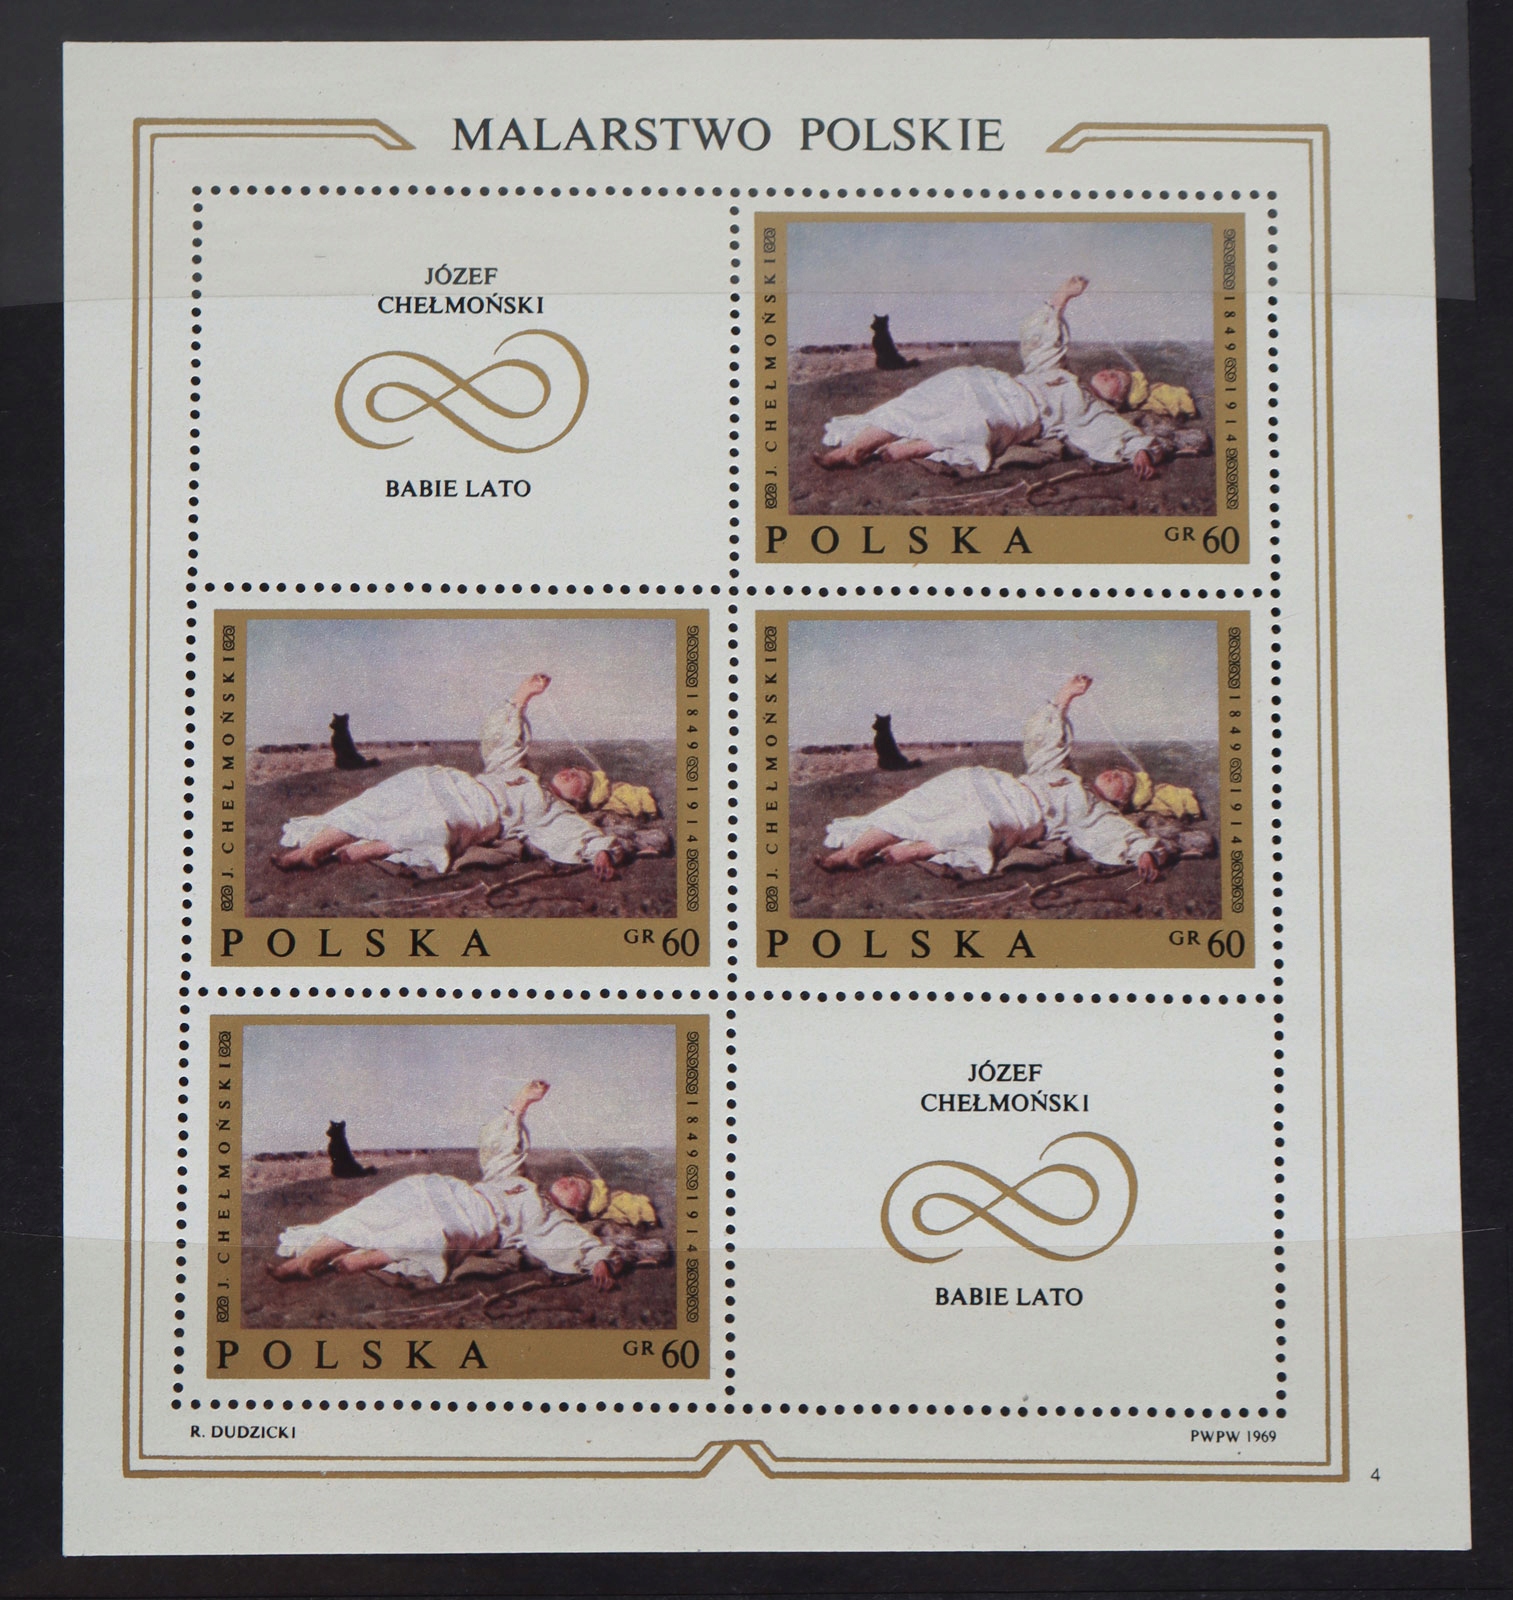 MALARSTWO POLSKIE
JÓZEF
CHEŁMOŃSKI
BABIE LATO
J. CHEŁMOŃSKI
1849 1914
POLSKA GR 60
J. CHEŁMOŃSKI
1849 1914
POLSKA GR 60
J. CHEŁMOŃSKI
1849 1914
POLSKA GR 60
J. CHEŁMOŃSKI
1849 1914
POLSKA GR 60
JÓZEF
CHEŁMOŃSKI
BABIE LATO
R. DUDZICKI
PWPW 1969
4